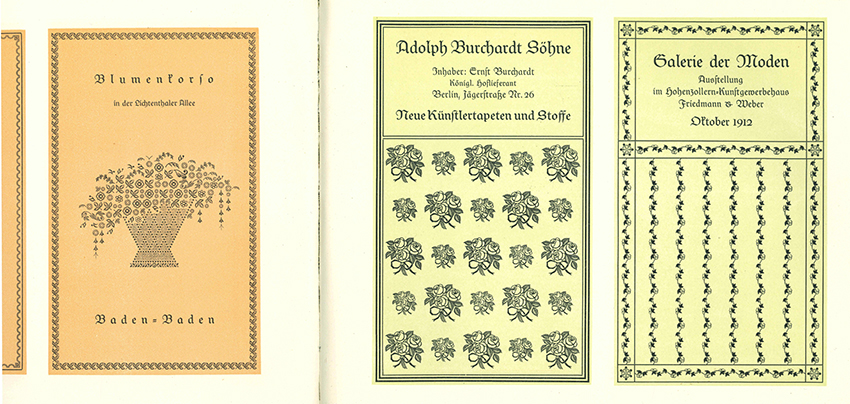 Blumenkorso
in der Lichtenthaler Allee
Baden=Baden
Adolph Burchardt Söhne
Inhaber: Ernst Burchardt
Königl. Hoflieferant
Berlin, Jägerstraße Nr. 26
Neue Künstlertapeten und Stoffe
Galerie der Moden
Ausstellung
im Hohenzollern=Kunstgewerbehaus
Friedmann & Weber
Oktober 1912